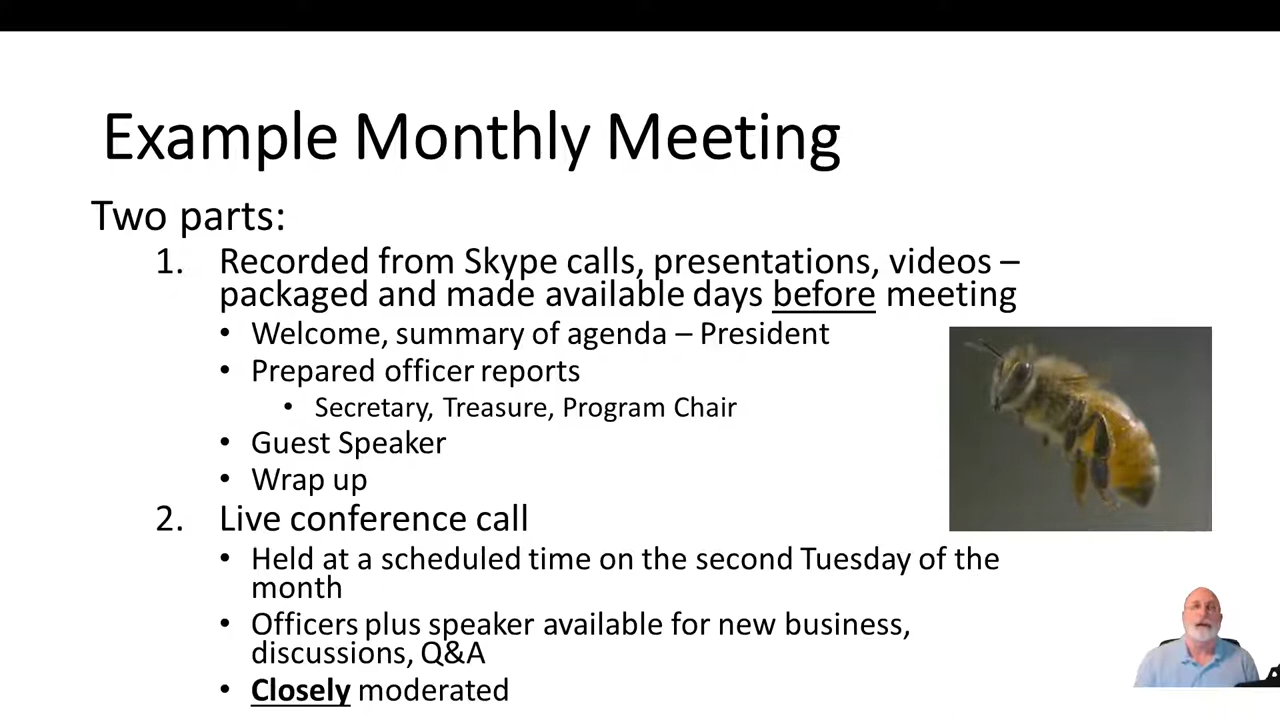 Example Monthly Meeting
Two parts:
1. Recorded from Skype calls, presentations, videos –
packaged and made available days before meeting
• Welcome, summary of agenda – President
• Prepared officer reports
• Secretary, Treasure, Program Chair
• Guest Speaker
• Wrap up
2. Live conference call
• Held at a scheduled time on the second Tuesday of the
month
• Officers plus speaker available for new business,
discussions, Q&A
• Closely moderated